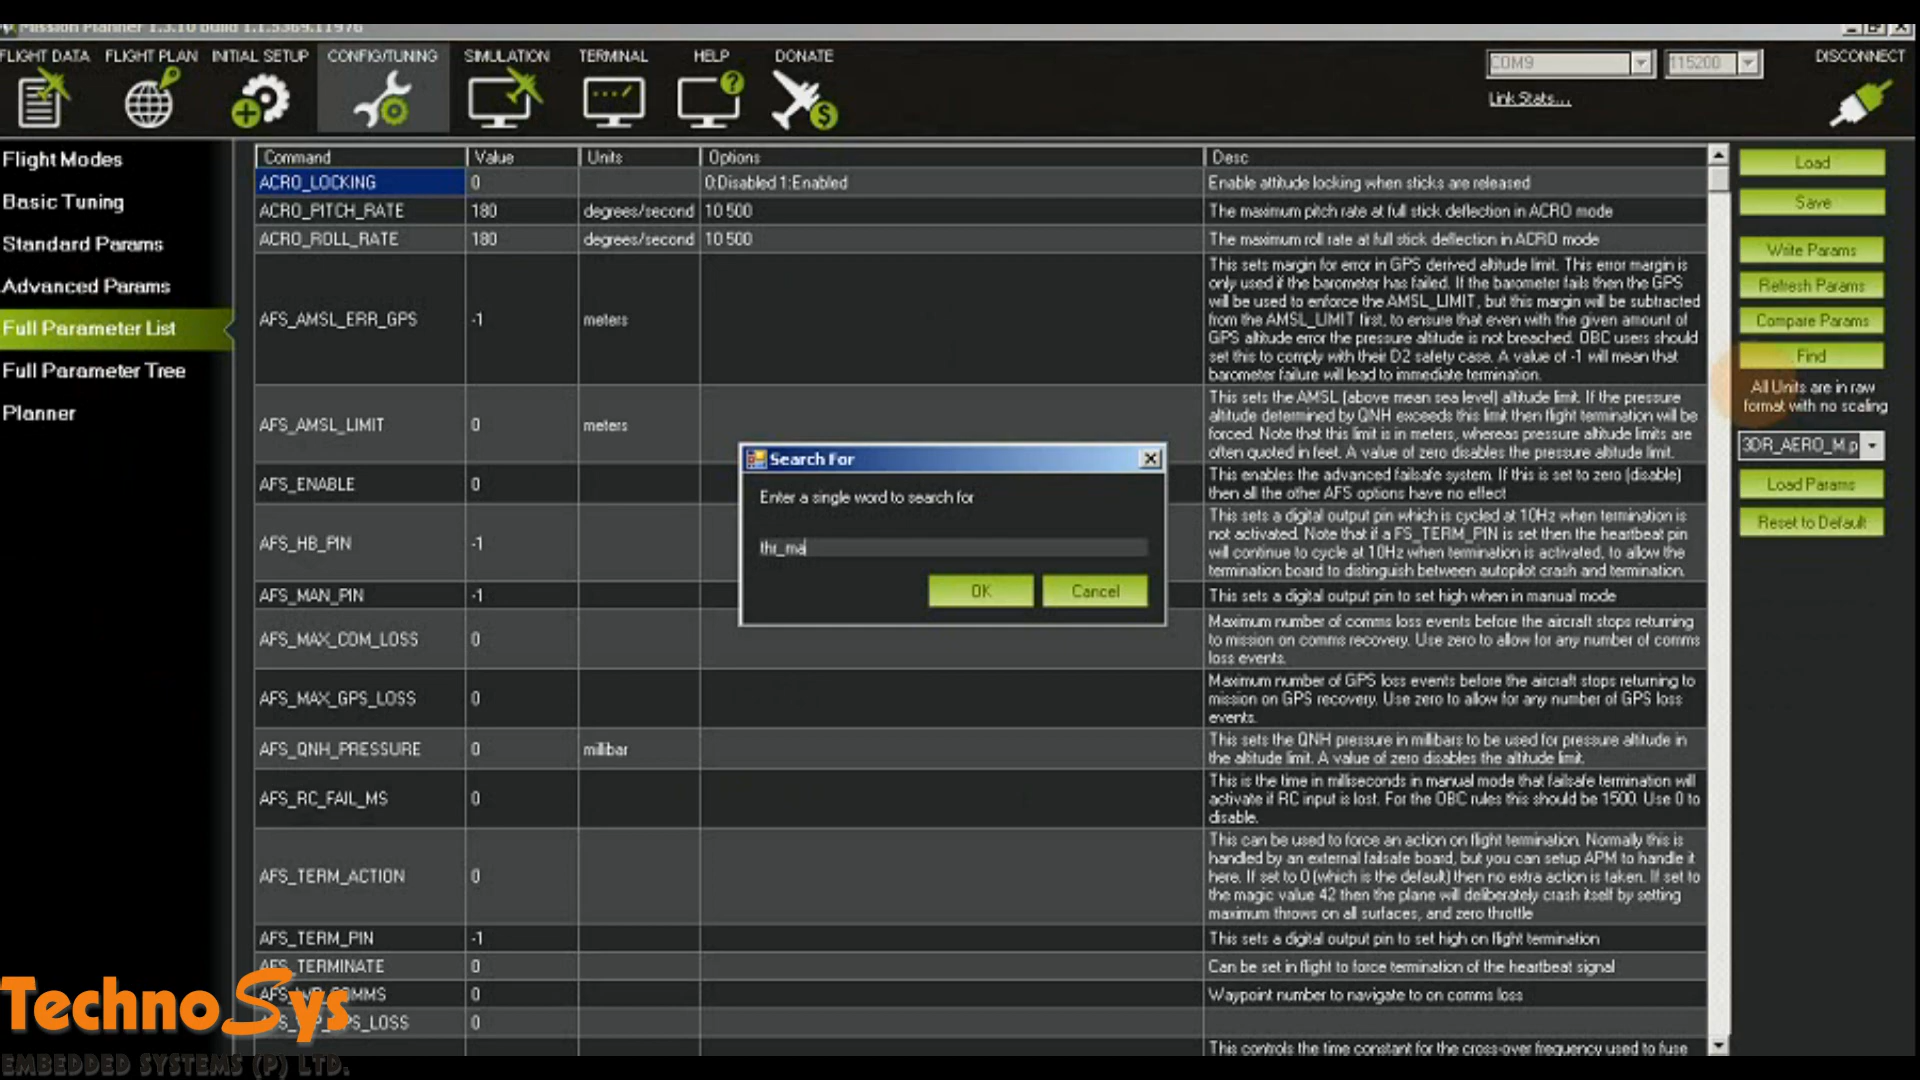 Mission Planner 1.3.10 build 1.1.5369.11976
FLIGHT DATA FLIGHT PLAN INITIAL SETUP CONFIG/TUNING SIMULATION TERMINAL HELP DONATE
COM9 115200 DISCONNECT
Link Stats...
Flight Modes
Basic Tuning
Standard Params
Advanced Params
Full Parameter List
Full Parameter Tree
Planner
Command Value Units Options Desc
ACRO_LOCKING 0 0:Disabled 1:Enabled Enable attitude locking when sticks are released
ACRO_PITCH_RATE 180 degrees/second 10 500 The maximum pitch rate at full stick deflection in ACRO mode
ACRO_ROLL_RATE 180 degrees/second 10 500 The maximum roll rate at full stick deflection in ACRO mode
AFS_AMSL_ERR_GPS -1 meters
This sets margin for error in GPS derived altitude limit. This error margin is
only used if the barometer has failed. If the barometer fails then the GPS
will be used to enforce the AMSL_LIMIT, but this margin will be subtracted
from the AMSL_LIMIT first, to ensure that even with the given amount of
GPS altitude error the pressure altitude is not breached. OBC users should
set this to comply with their D2 safety case. A value of -1 will mean that
barometer failure will lead to immediate termination.
AFS_AMSL_LIMIT 0 meters
This sets the AMSL (above mean sea level) altitude limit. If the pressure
altitude determined by QNH exceeds this limit then flight termination will be
forced. Note that this limit is in meters, whereas pressure altitude limits are
often quoted in feet. A value of zero disables the pressure altitude limit.
AFS_ENABLE 0
This enables the advanced failsafe system. If this is set to zero (disable)
then all the other AFS options have no effect
AFS_HB_PIN -1
This sets a digital output pin which is cycled at 10Hz when termination is
not activated. Note that if a FS_TERM_PIN is set then the heartbeat pin
will continue to cycle at 10Hz when termination is activated, to allow the
termination board to distinguish between autopilot crash and termination.
AFS_MAN_PIN -1 This sets a digital output pin to set high when in manual mode
AFS_MAX_COM_LOSS 0
Maximum number of comms loss events before the aircraft stops returning
to mission on comms recovery. Use zero to allow for any number of comms
loss events.
AFS_MAX_GPS_LOSS 0
Maximum number of GPS loss events before the aircraft stops returning to
mission on GPS recovery. Use zero to allow for any number of GPS loss
events.
AFS_QNH_PRESSURE 0 millibar
This sets the QNH pressure in millibars to be used for pressure altitude in
the altitude limit. A value of zero disables the altitude limit.
AFS_RC_FAIL_MS 0
This is the time in milliseconds in manual mode that failsafe termination will
activate if RC input is lost. For the OBC rules this should be 1500. Use 0 to
disable.
AFS_TERM_ACTION 0
This can be used to force an action on flight termination. Normally this is
handled by an external failsafe board, but you can setup APM to handle it
here. If set to 0 (which is the default) then no extra action is taken. If set to
the magic value 42 then the plane will deliberately crash itself by setting
maximum throws on all surfaces, and zero throttle
AFS_TERM_PIN -1 This sets a digital output pin to set high on flight termination
AFS_TERMINATE 0 Can be set in flight to force termination of the heartbeat signal
0 Waypoint number to navigate to on comms loss
0
This controls the time constant for the cross-over frequency used to fuse
Search For
Enter a single word to search for
thr_ma
OK Cancel
Load
Save
Write Params
Refresh Params
Compare Params
Find
All Units are in raw
format with no scaling
3DR_AERO_M.p
Load Params
Reset to Default
TechnoSys
EMBEDDED SYSTEMS (P) LTD.